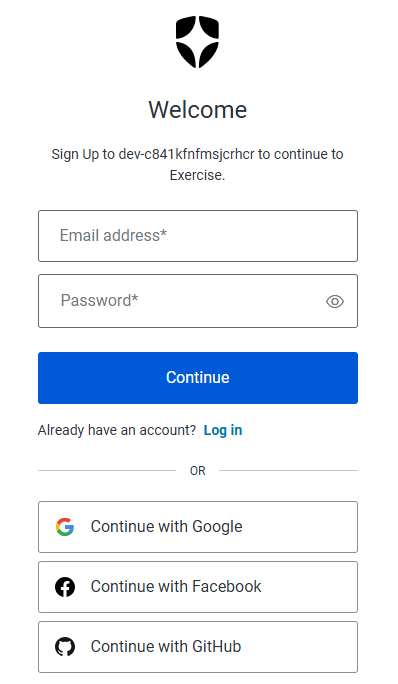 Welcome
Sign Up to dev-c841kfnfmsjcrhcr to continue to
Exercise.
Email address*
Password*
Continue
Already have an account? Log in
OR
Continue with Google
Continue with Facebook
Continue with GitHub